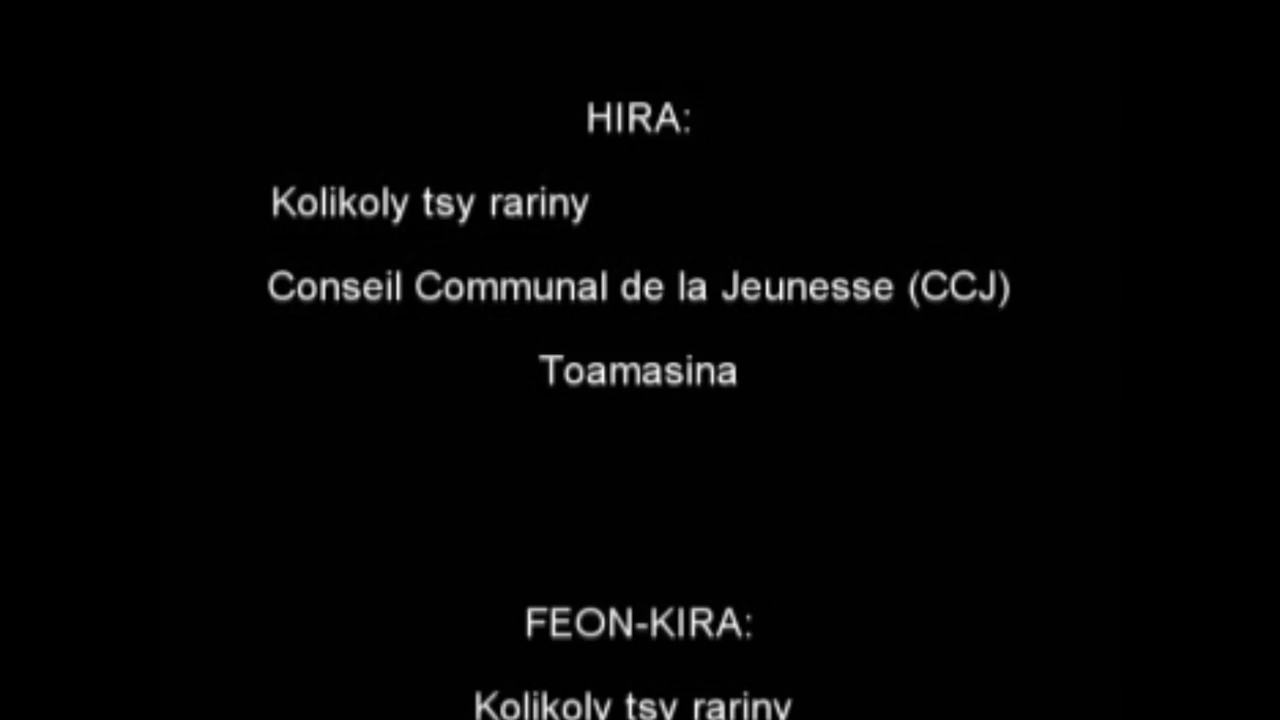 HIRA:
Kolikoly tsy rariny
Conseil Communal de la Jeunesse (CCJ)
Toamasina
FEON-KIRA:
Kolikoly tsy rariny